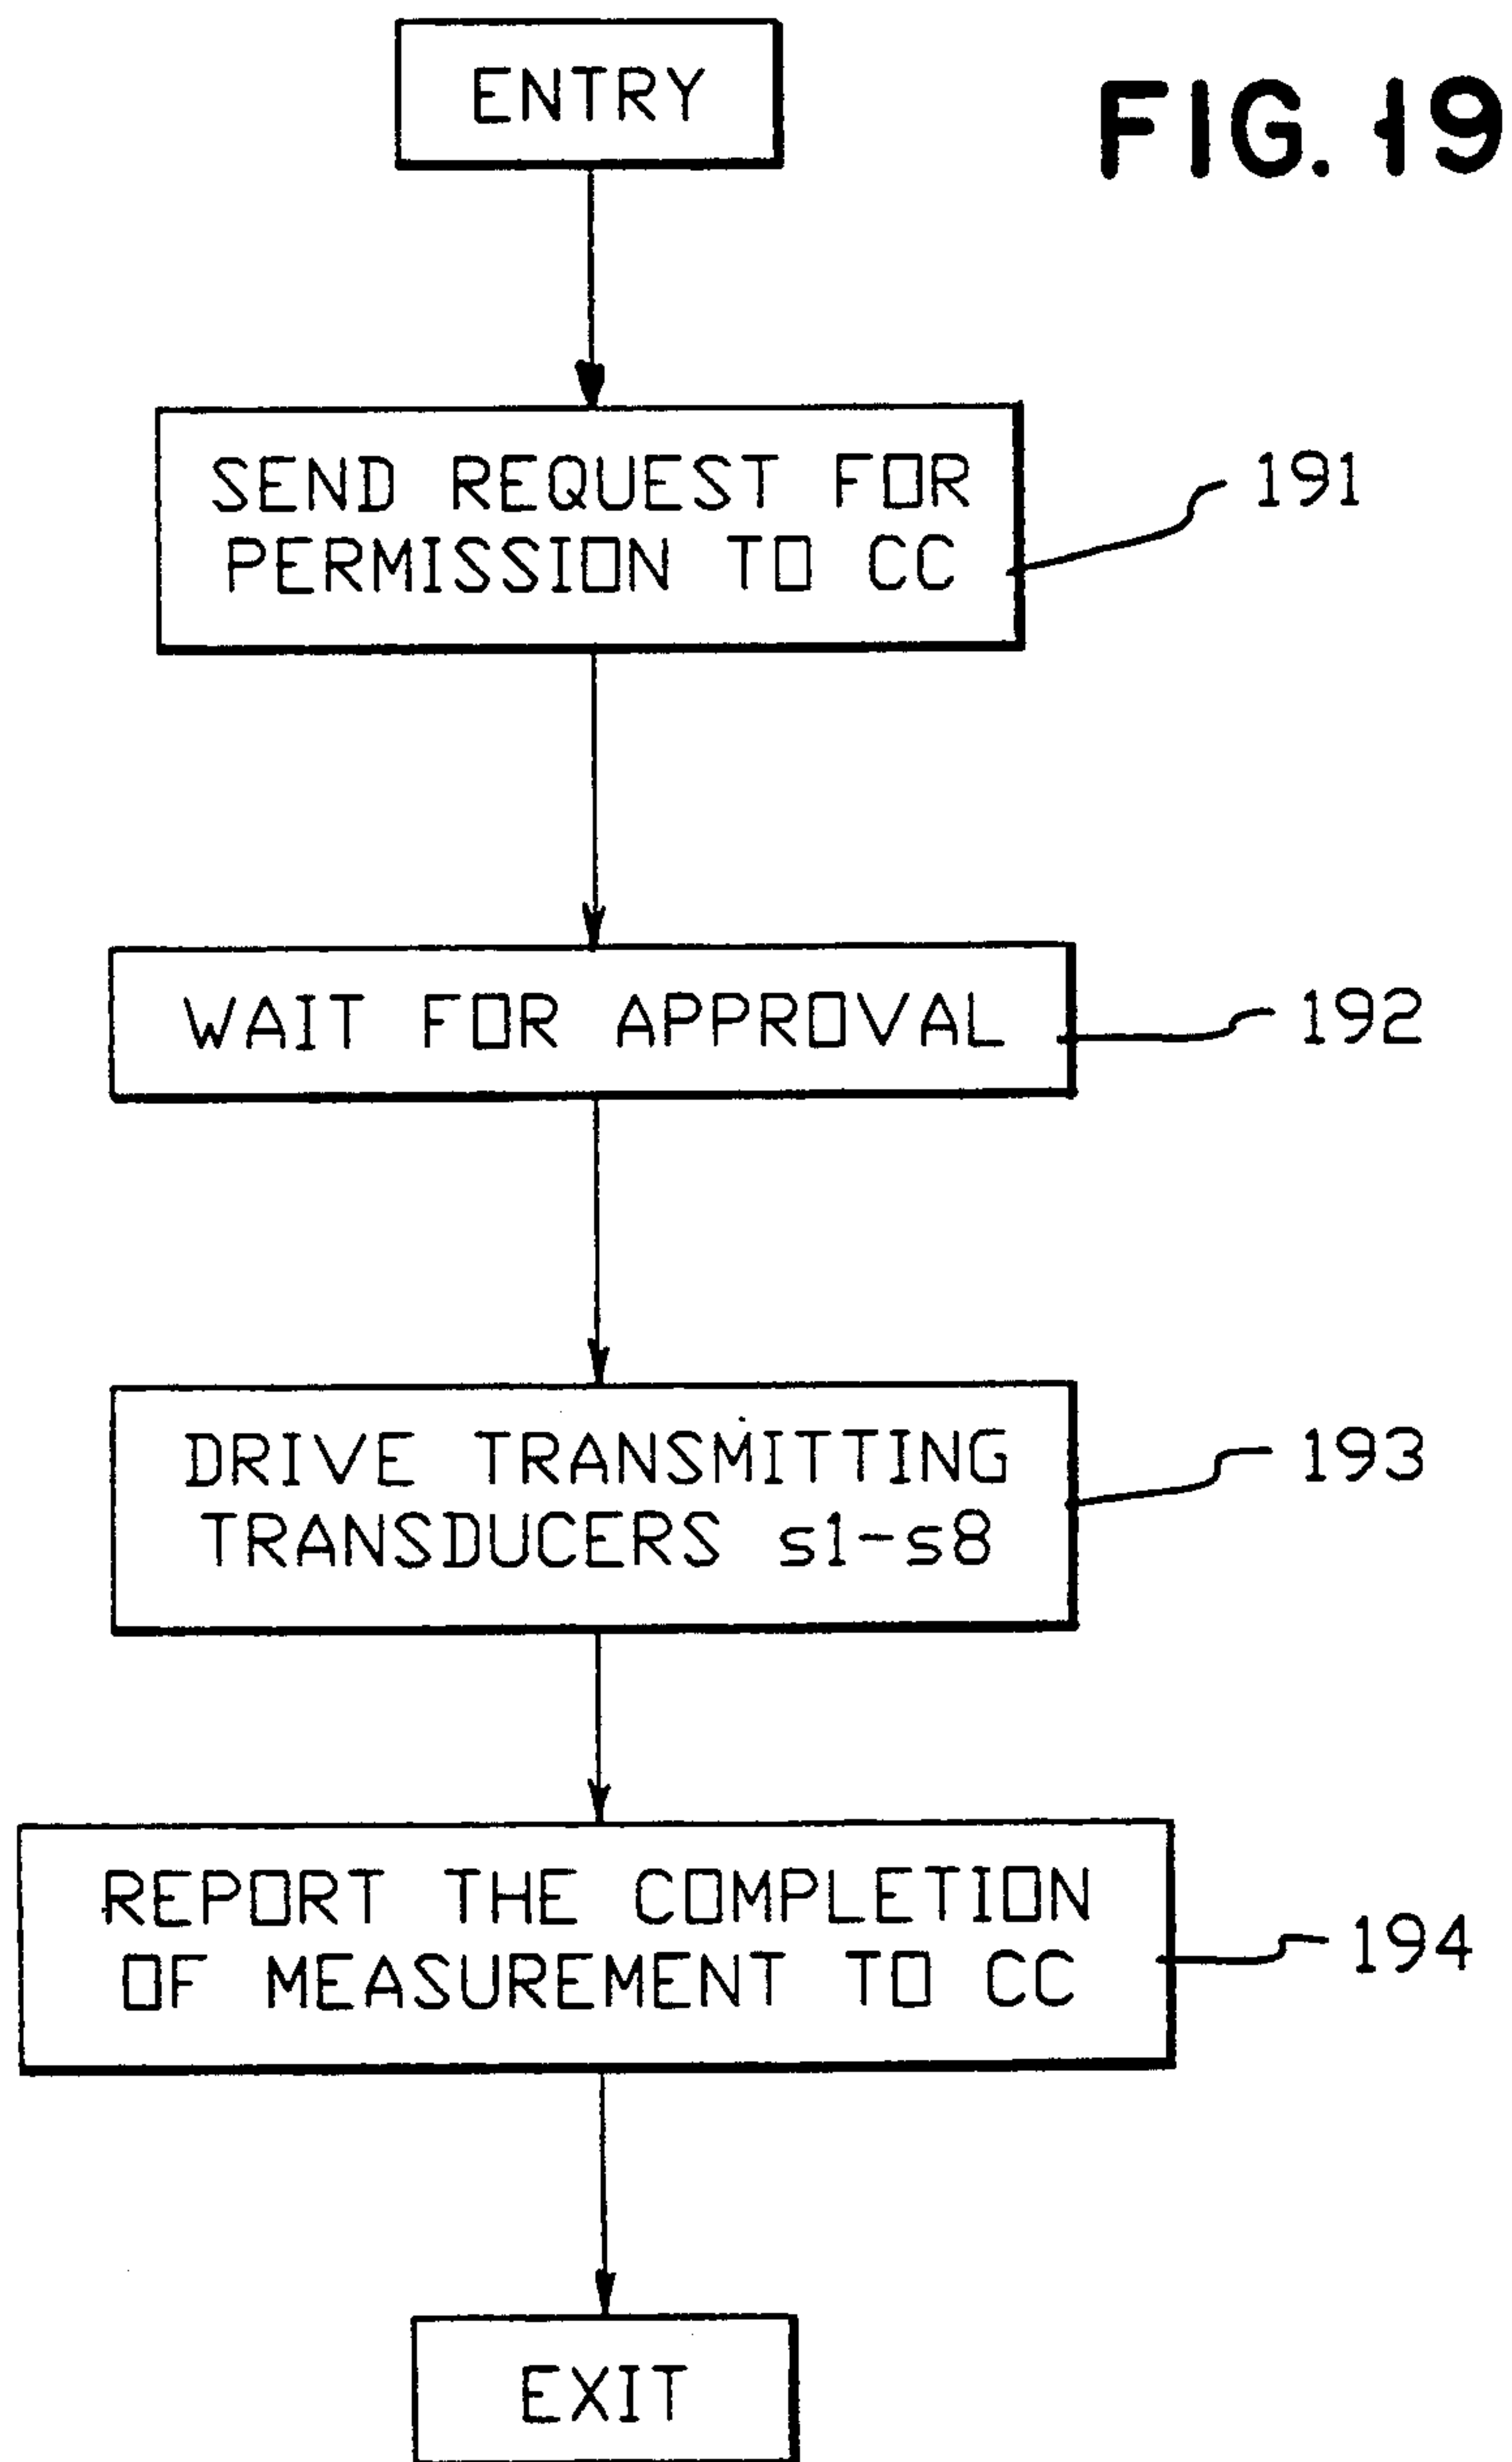 ENTRY
FIG. 19
SEND REQUEST FOR
PERMISSION TO CC
191
WAIT FOR APPROVAL
192
DRIVE TRANSMITTING
TRANSDUCERS s1-s8
193
REPORT THE COMPLETION
OF MEASUREMENT TO CC
194
EXIT